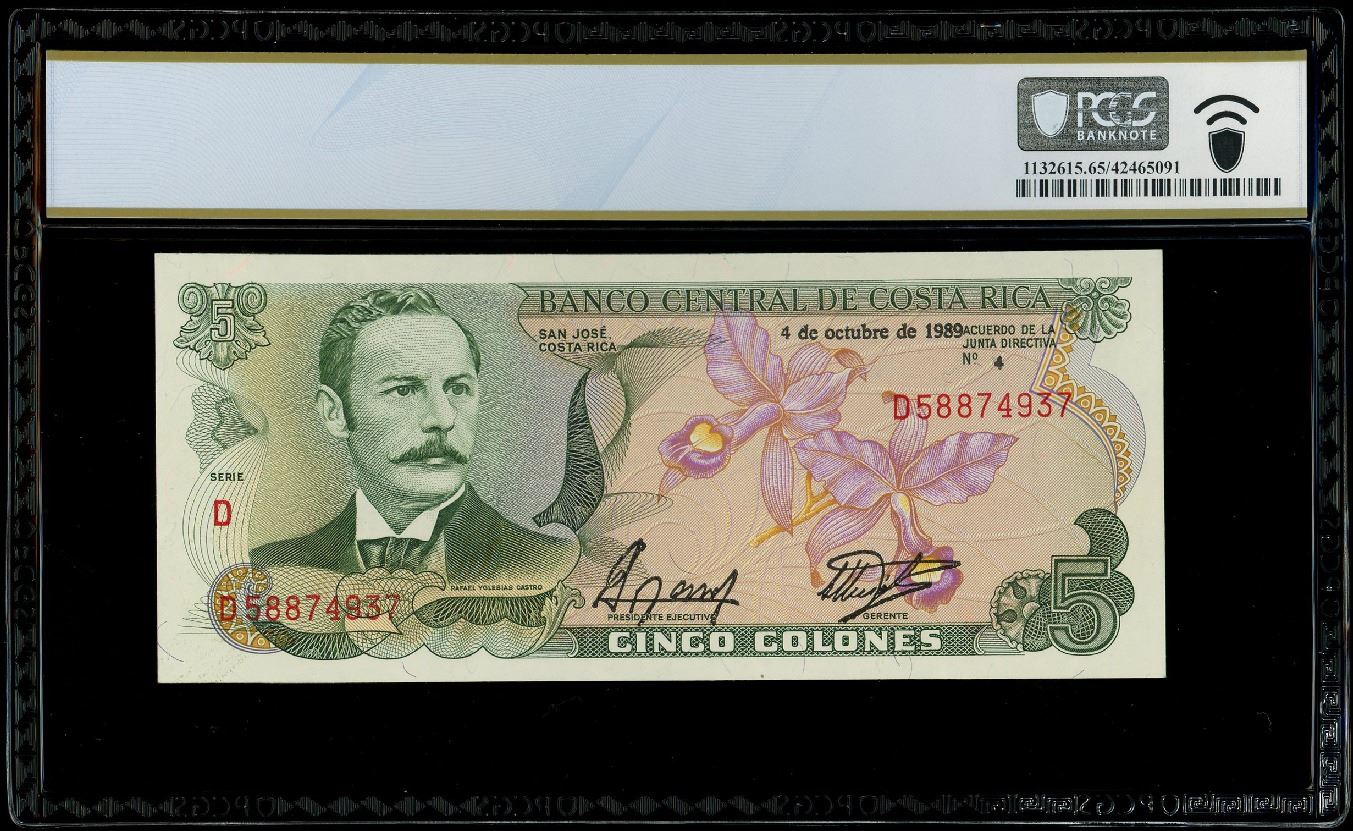 PCGS
BANKNOTE
1132615.65/42465091
5
BANCO CENTRAL DE COSTA RICA
SAN JOSÉ
COSTA RICA
4 de octubre de 1989
ACUERDO DE LA
JUNTA DIRECTIVA
Nº 4
D58874937
SERIE
D
RAFAEL YGLESIAS CASTRO
D58874937
PRESIDENTE EJECUTIVO
GERENTE
CINCO COLONES
5